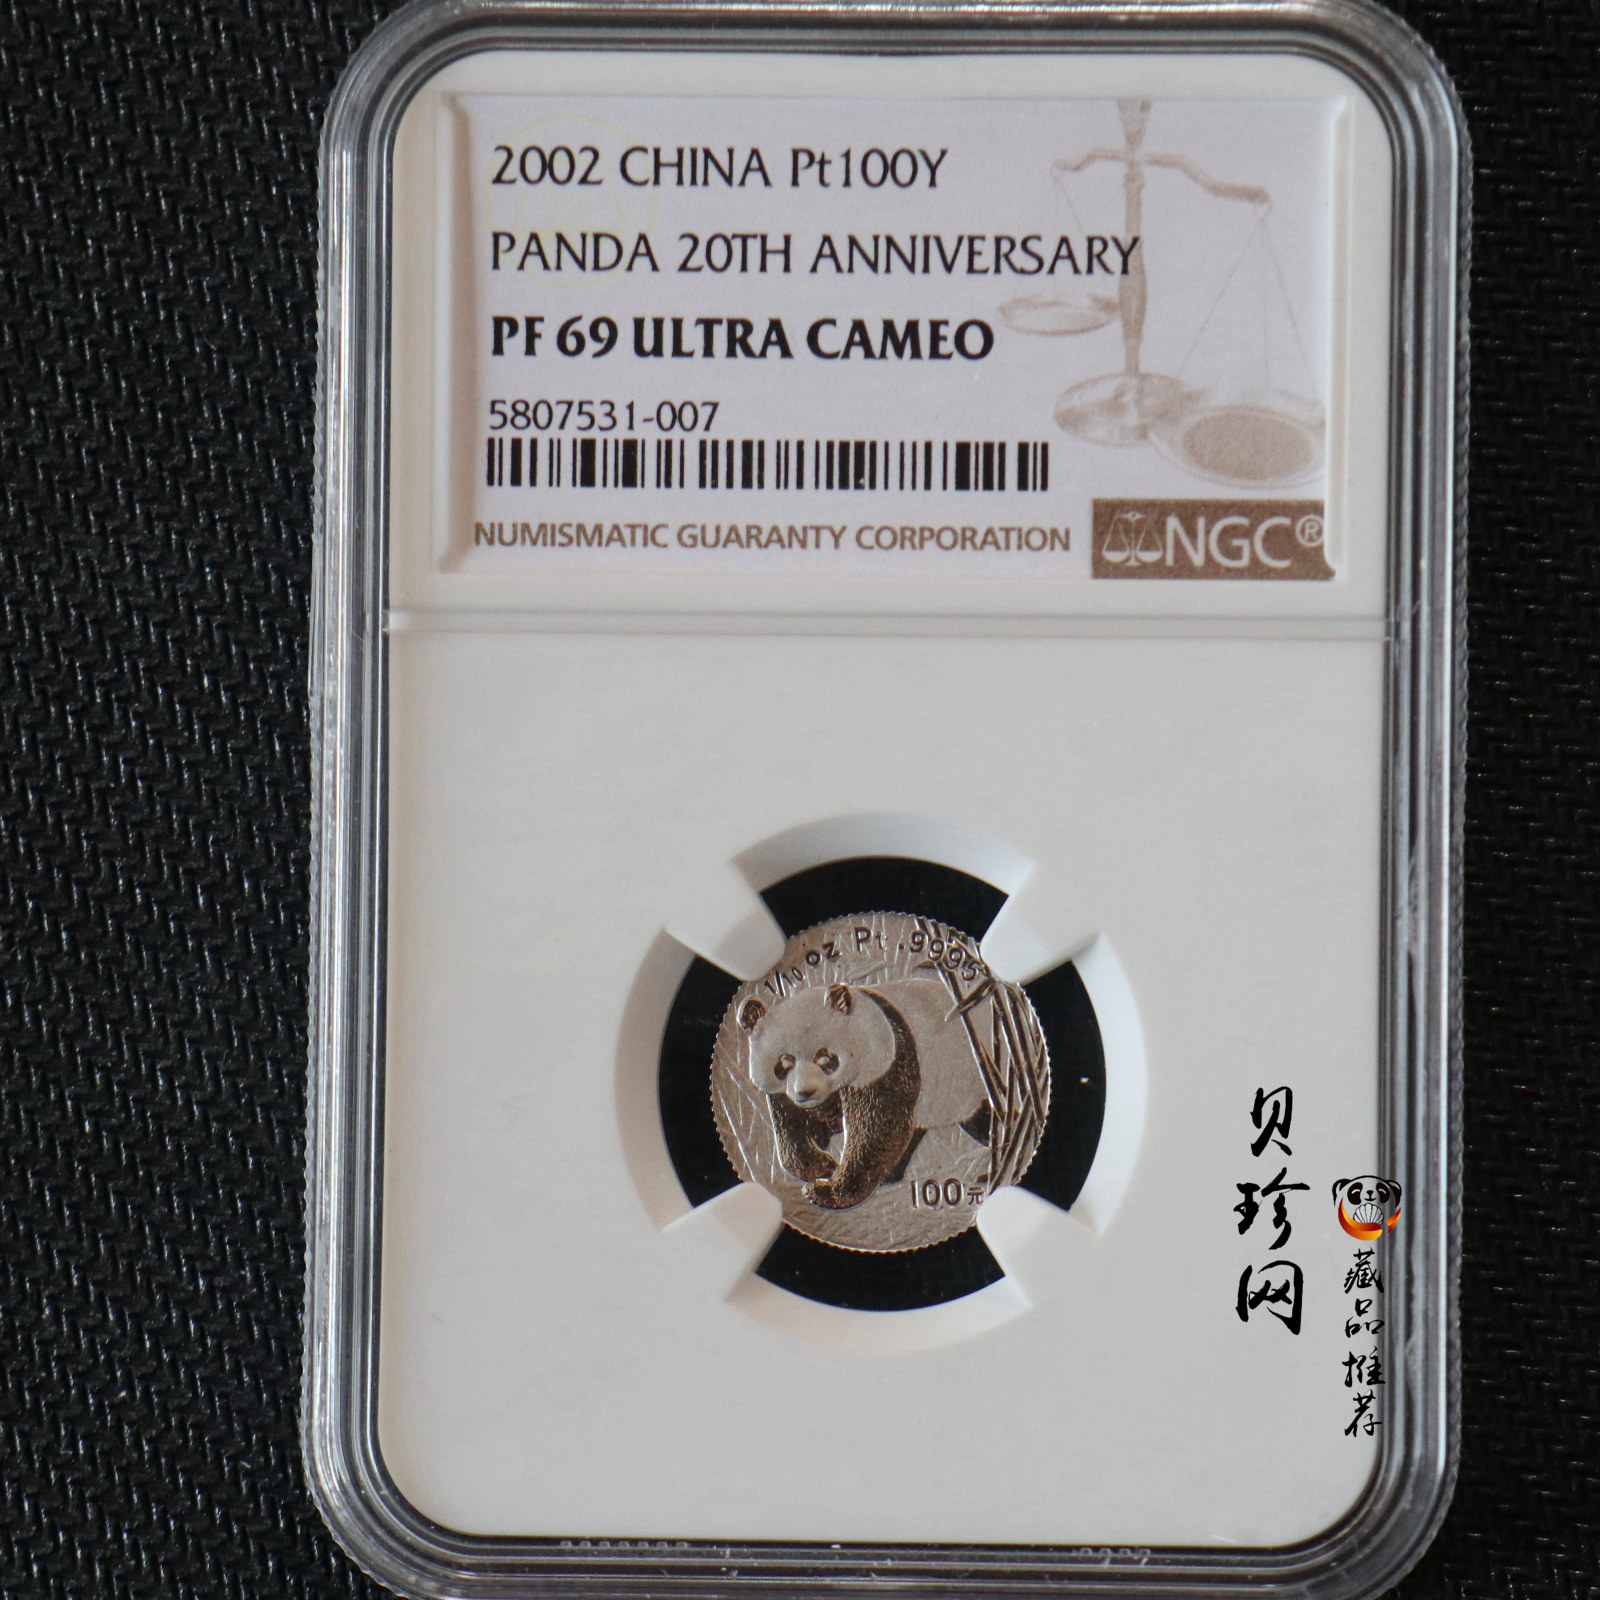 2002 CHINA Pt100Y
PANDA 20TH ANNIVERSARY
PF 69 ULTRA CAMEO
5807531-007
NUMISMATIC GUARANTY CORPORATION
NGC®
1/10 oz Pt .9995
100元
贝珍网
藏品推荐